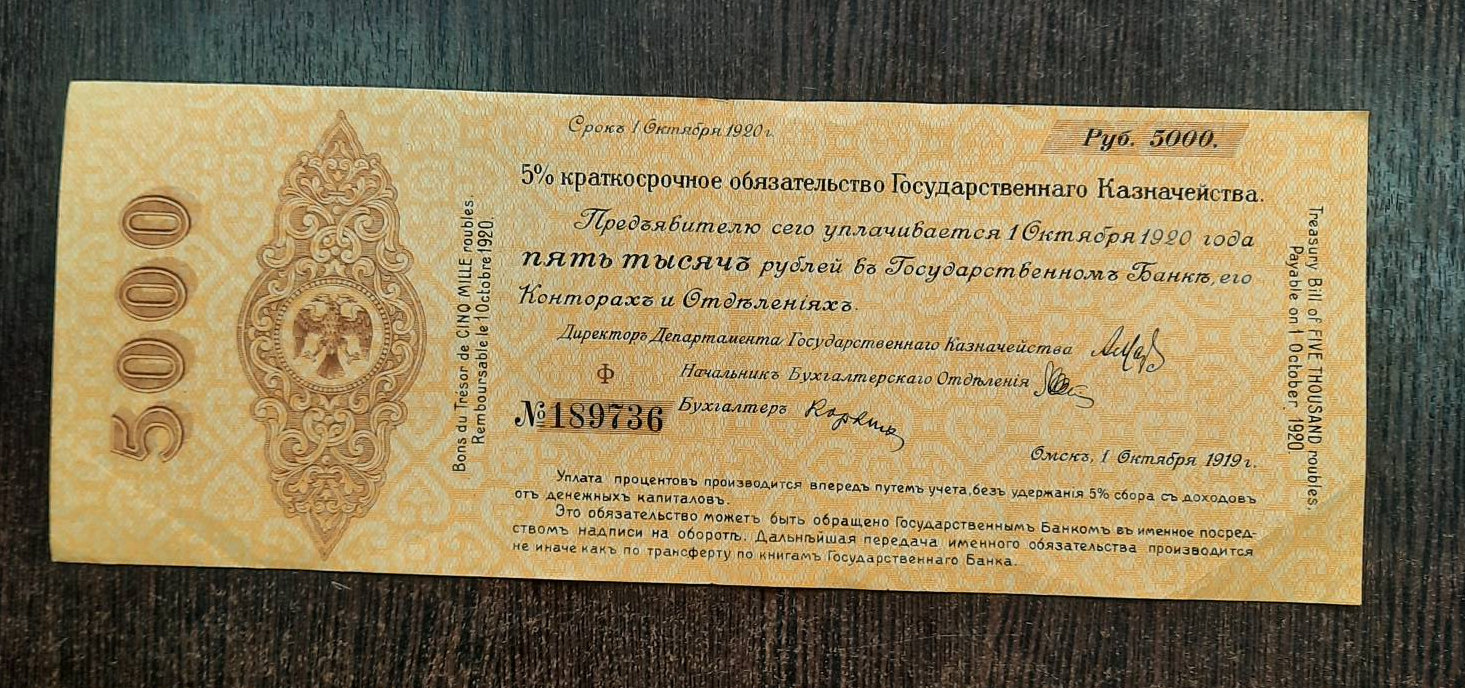 5000
Bons du Trésor de CINQ MILLE roubles.
Remboursable le 1 Octobre 1920.
Срокъ 1 Октября 1920 г.
Руб. 5000.
5% краткосрочное обязательство Государственнаго Казначейства.
Предъявителю сего уплачивается 1 Октября 1920 года
пять тысячъ рублей въ Государственномъ Банкѣ, его
Конторахъ и Отдѣленіяхъ.
Директоръ Департамента Государственнаго Казначейства
Ф
Начальникъ Бухгалтерскаго Отдѣленія
№ 189736
Бухгалтеръ
Омскъ, 1 Октября 1919 г.
Уплата процентовъ производится впередъ путемъ учета, безъ удержанія 5% сбора съ доходовъ
отъ денежныхъ капиталовъ.
Это обязательство можетъ быть обращено Государственнымъ Банкомъ въ именное посред-
ствомъ надписи на оборотѣ. Дальнѣйшая передача именного обязательства производится
не иначе какъ по трансферту по книгамъ Государственнаго Банка.
Treasury Bill of FIVE THOUSAND roubles.
Payable on 1 October 1920